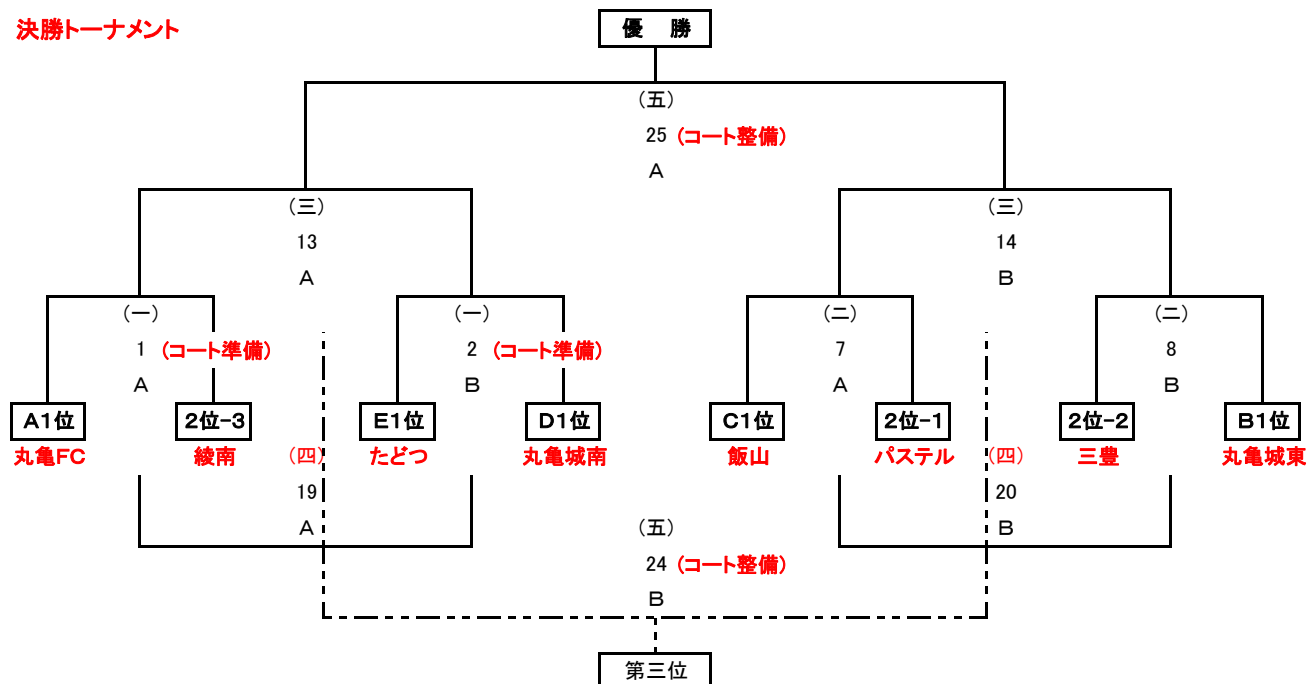 決勝トーナメント
優　勝
(五)
25 (コート整備)
A
(三) (三)
13 14
A B
(一) (一) (二) (二)
1 (コート準備) 2 (コート準備) 7 8
A B A B
A1位 2位-3 E1位 D1位 C1位 2位-1 2位-2 B1位
丸亀FC 綾南 (四) たどつ 丸亀城南 飯山 パステル (四) 三豊 丸亀城東
19 20
A (五) B
24 (コート整備)
B
第三位